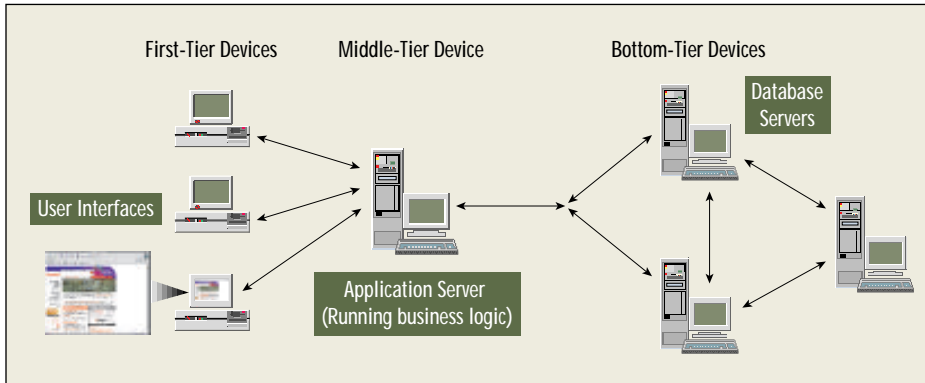 First-Tier Devices
Middle-Tier Device
Bottom-Tier Devices
Database
Servers
User Interfaces
Application Server
(Running business logic)